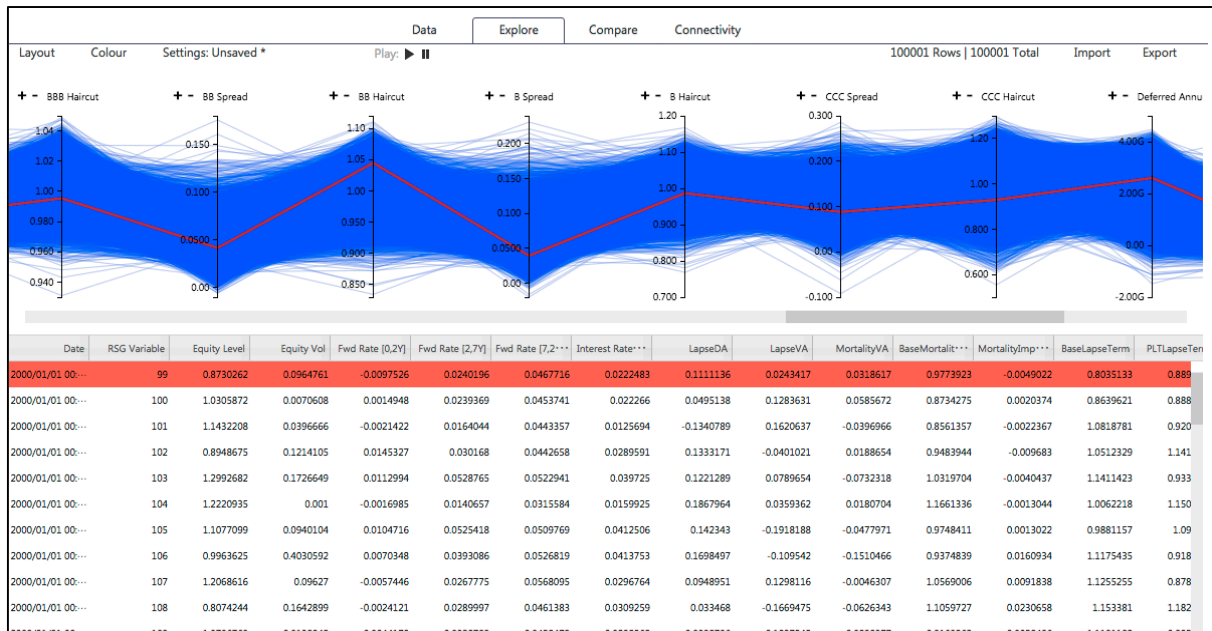 Data Explore Compare Connectivity
Layout Colour Settings: Unsaved * Play: 100001 Rows | 100001 Total Import Export
+ - BBB Haircut + - BB Spread + - BB Haircut + - B Spread + - B Haircut + - CCC Spread + - CCC Haircut + - Deferred Annu
1.04 1.02 1.00 0.980 0.960 0.940
0.150 0.100 0.0500 0.00
1.10 1.05 1.00 0.950 0.900 0.850
0.200 0.150 0.100 0.0500 0.00
1.20 1.10 1.00 0.900 0.800 0.700
0.300 0.200 0.100 0.00 -0.100
1.20 1.00 0.800 0.600
4.00G 2.00G 0.00 -2.00G
Date RSG Variable Equity Level Equity Vol Fwd Rate [0,2Y] Fwd Rate [2,7Y] Fwd Rate [7,2··· Interest Rate··· LapseDA LapseVA MortalityVA BaseMortalit··· MortalityImp··· BaseLapseTerm PLTLapseTer
2000/01/01 00:··· 99 0.8730262 0.0964761 -0.0097526 0.0240196 0.0467716 0.0222483 0.1111136 0.0243417 0.0318617 0.9773923 -0.0049022 0.8035133 0.889
2000/01/01 00:··· 100 1.0305872 0.0070608 0.0014948 0.0239369 0.0453741 0.022266 0.0495138 0.1283631 0.0585672 0.8734275 0.0020374 0.8639621 0.888
2000/01/01 00:··· 101 1.1432208 0.0396666 -0.0021422 0.0164044 0.0443357 0.0125694 -0.1340789 0.1620637 -0.0396966 0.8561357 -0.0022367 1.0818781 0.920
2000/01/01 00:··· 102 0.8948675 0.1214105 0.0145327 0.030168 0.0442658 0.0289591 0.1333171 -0.0401021 0.0188654 0.9483944 -0.009683 1.0512329 1.141
2000/01/01 00:··· 103 1.2992682 0.1726649 0.0112994 0.0528765 0.0522941 0.039725 0.1221289 0.0789654 -0.0732318 1.0319704 -0.0040437 1.1411423 0.933
2000/01/01 00:··· 104 1.2220935 0.001 -0.0016985 0.0140657 0.0315584 0.0159925 0.1867964 0.0359362 0.0180704 1.1661336 -0.0013044 1.0062218 1.150
2000/01/01 00:··· 105 1.1077099 0.0940104 0.0104716 0.0525418 0.0509769 0.0412506 0.142343 -0.1918188 -0.0477971 0.9748411 0.0013022 0.9881157 1.09
2000/01/01 00:··· 106 0.9963625 0.4030592 0.0070348 0.0393086 0.0526819 0.0413753 0.1698497 -0.109542 -0.1510466 0.9374839 0.0160934 1.1175435 0.918
2000/01/01 00:··· 107 1.2068616 0.09627 -0.0057446 0.0267775 0.0568095 0.0296764 0.0948951 0.1298116 -0.0046307 1.0569006 0.0091838 1.1255255 0.878
2000/01/01 00:··· 108 0.8074244 0.1642899 -0.0024121 0.0289997 0.0461383 0.0309259 0.033468 -0.1669475 -0.0626343 1.1059727 0.0230658 1.153381 1.182